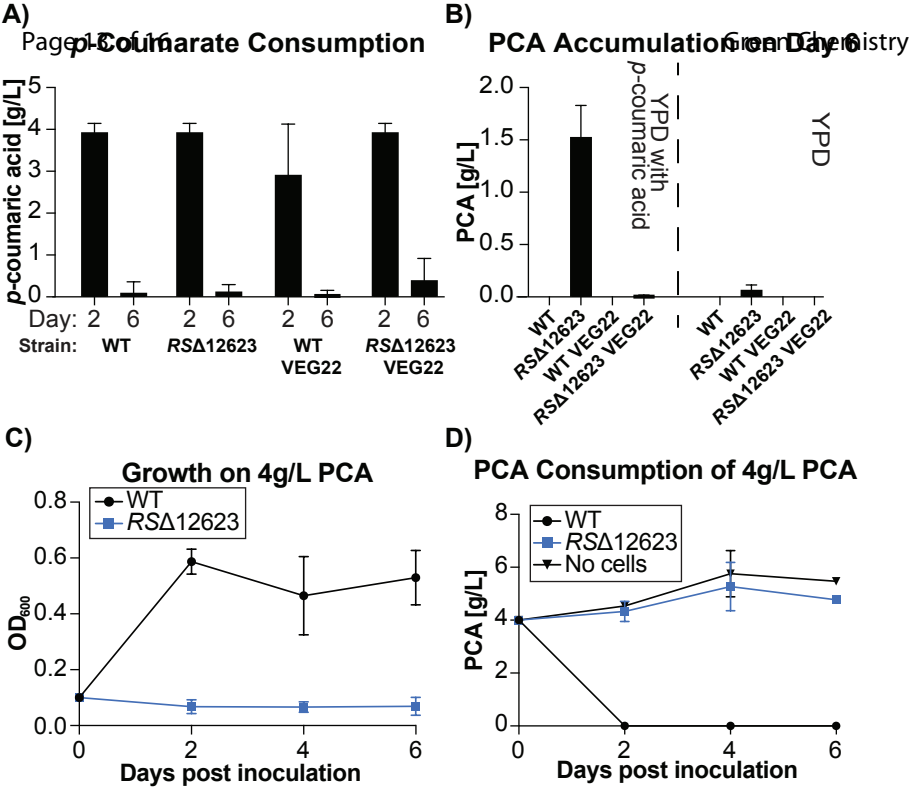 A)
B)
Page 13 of 16
Green Chemistry
p-Coumarate Consumption
PCA Accumulation on Day 6
p-coumaric acid [g/L]
5
4
3
2
1
0
Day: 2 6 2 6 2 6 2 6
Strain: WT RSΔ12623 WT VEG22 RSΔ12623 VEG22
PCA [g/L]
2.0
1.5
1.0
0.5
0.0
YPD with
p-coumaric acid
YPD
WT
RSΔ12623
WT VEG22
RSΔ12623 VEG22
WT
RSΔ12623
WT VEG22
RSΔ12623 VEG22
C)
Growth on 4g/L PCA
WT
RSΔ12623
OD600
0.8
0.6
0.4
0.2
0.0
0 2 4 6
Days post inoculation
D)
PCA Consumption of 4g/L PCA
WT
RSΔ12623
No cells
PCA [g/L]
8
6
4
2
0
0 2 4 6
Days post inoculation